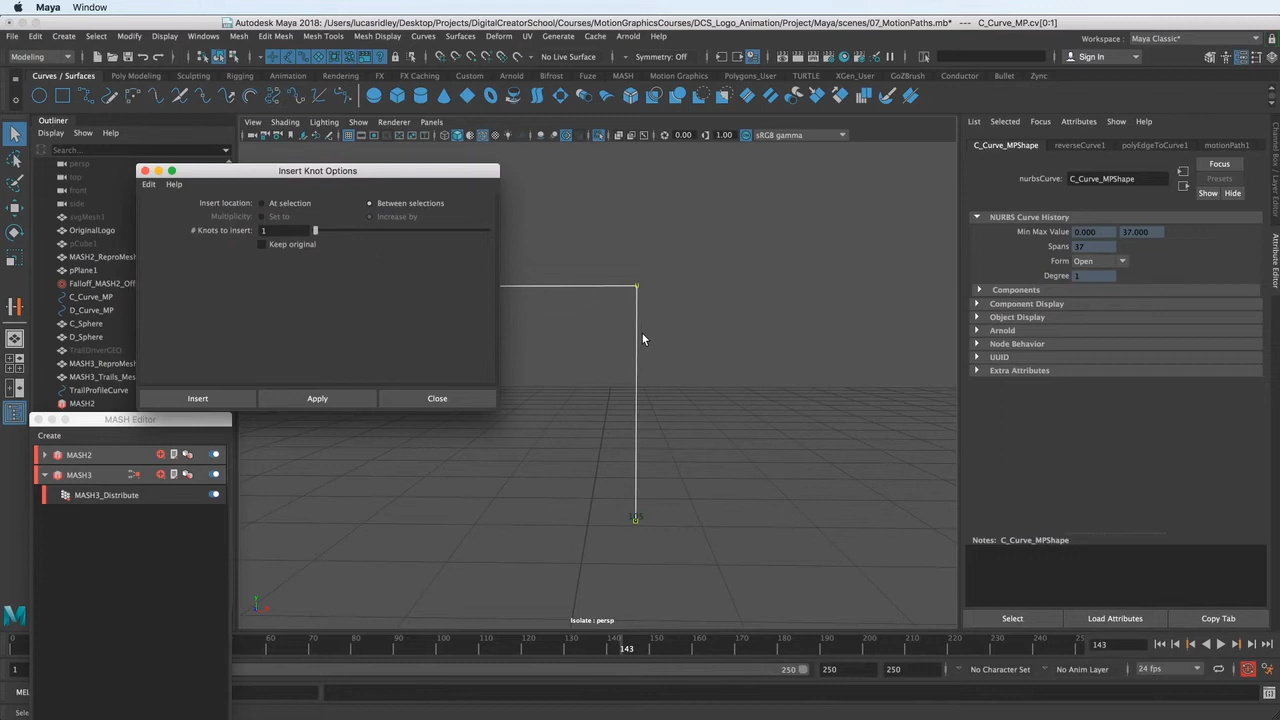 Maya Window
Autodesk Maya 2018: /Users/lucasridley/Desktop/Projects/DigitalCreatorSchool/Courses/MotionGraphicsCourses/DCS_Logo_Animation/Project/Maya/scenes/07_MotionPaths.mb* --- C_Curve_MP.cv[0:1]
File Edit Create Select Modify Display Windows Mesh Edit Mesh Mesh Tools Mesh Display Curves Surfaces Deform UV Generate Cache Arnold Help Workspace: Maya Classic*
Modeling No Live Surface Symmetry: Off Sign In
Curves / Surfaces Poly Modeling Sculpting Rigging Animation Rendering FX FX Caching Custom Arnold Bifrost Fuze MASH Motion Graphics Polygons_User TURTLE XGen_User GoZBrush Conductor Bullet Zync
Outliner
Display Show Help
Search...
persp
top
front
side
svgMesh1
OriginalLogo
pCube1
MASH2_ReproMesh
pPlane1
Falloff_MASH2_Off
C_Curve_MP
D_Curve_MP
C_Sphere
D_Sphere
TrailDriverGEO
MASH3_ReproMesh
MASH3_Trails_Mes
TrailProfileCurve
MASH2
View Shading Lighting Show Renderer Panels
0.00 1.00 sRGB gamma
Insert Knot Options
Edit Help
Insert location: At selection Between selections
Multiplicity: Set to Increase by
# Knots to insert: 1
Keep original
Insert Apply Close
MASH Editor
Create
MASH2
MASH3
MASH3_Distribute
Isolate : persp
List Selected Focus Attributes Show Help
C_Curve_MPShape reverseCurve1 polyEdgeToCurve1 motionPath1
nurbsCurve: C_Curve_MPShape
Focus
Presets
Show Hide
NURBS Curve History
Min Max Value 0.000 37.000
Spans 37
Form Open
Degree 1
Components
Component Display
Object Display
Arnold
Node Behavior
UUID
Extra Attributes
Notes: C_Curve_MPShape
Select Load Attributes Copy Tab
Channel Box / Layer Editor
Attribute Editor
0 60 70 80 90 100 110 120 130 143 150 160 170 180 190 200 210 220 230 240 143
1 250 250 250 No Character Set No Anim Layer 24 fps
MEL